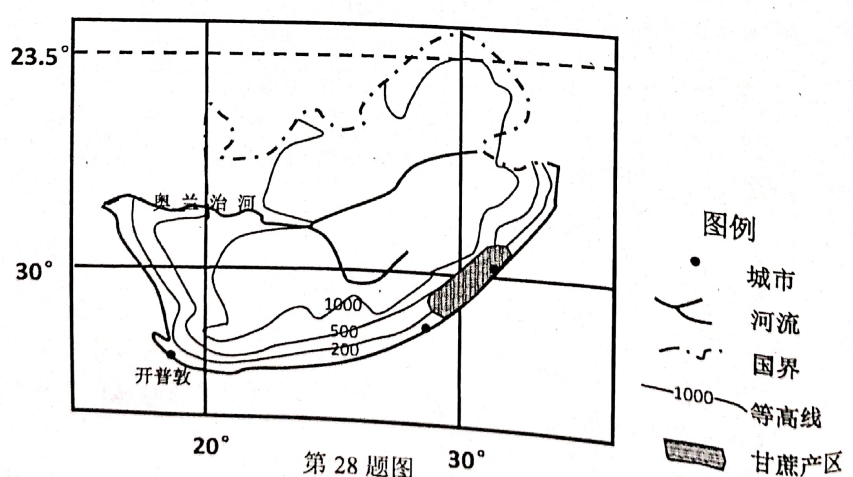 23.5°
奥兰治河
30°
1000
500
200
开普敦
20°
30°
第28题图
图例
城市
河流
国界
1000
等高线
甘蔗产区